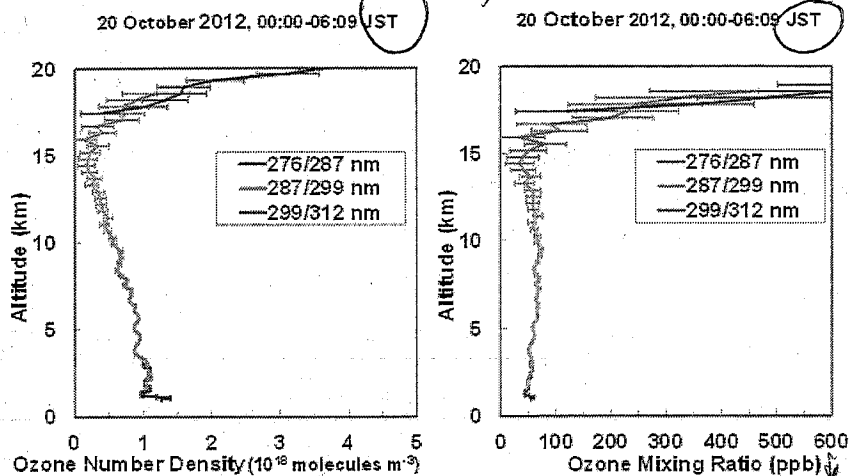 20 October 2012, 00:00-06:09 JST
20
15
10
5
0
Altitude (km)
276/287 nm
287/299 nm
299/312 nm
0 1 2 3 4 5
Ozone Number Density (10¹⁸ molecules m⁻³)
20 October 2012, 00:00-06:09 JST
20
15
10
5
0
Altitude (km)
276/287 nm
287/299 nm
299/312 nm
0 100 200 300 400 500 600
Ozone Mixing Ratio (ppb)